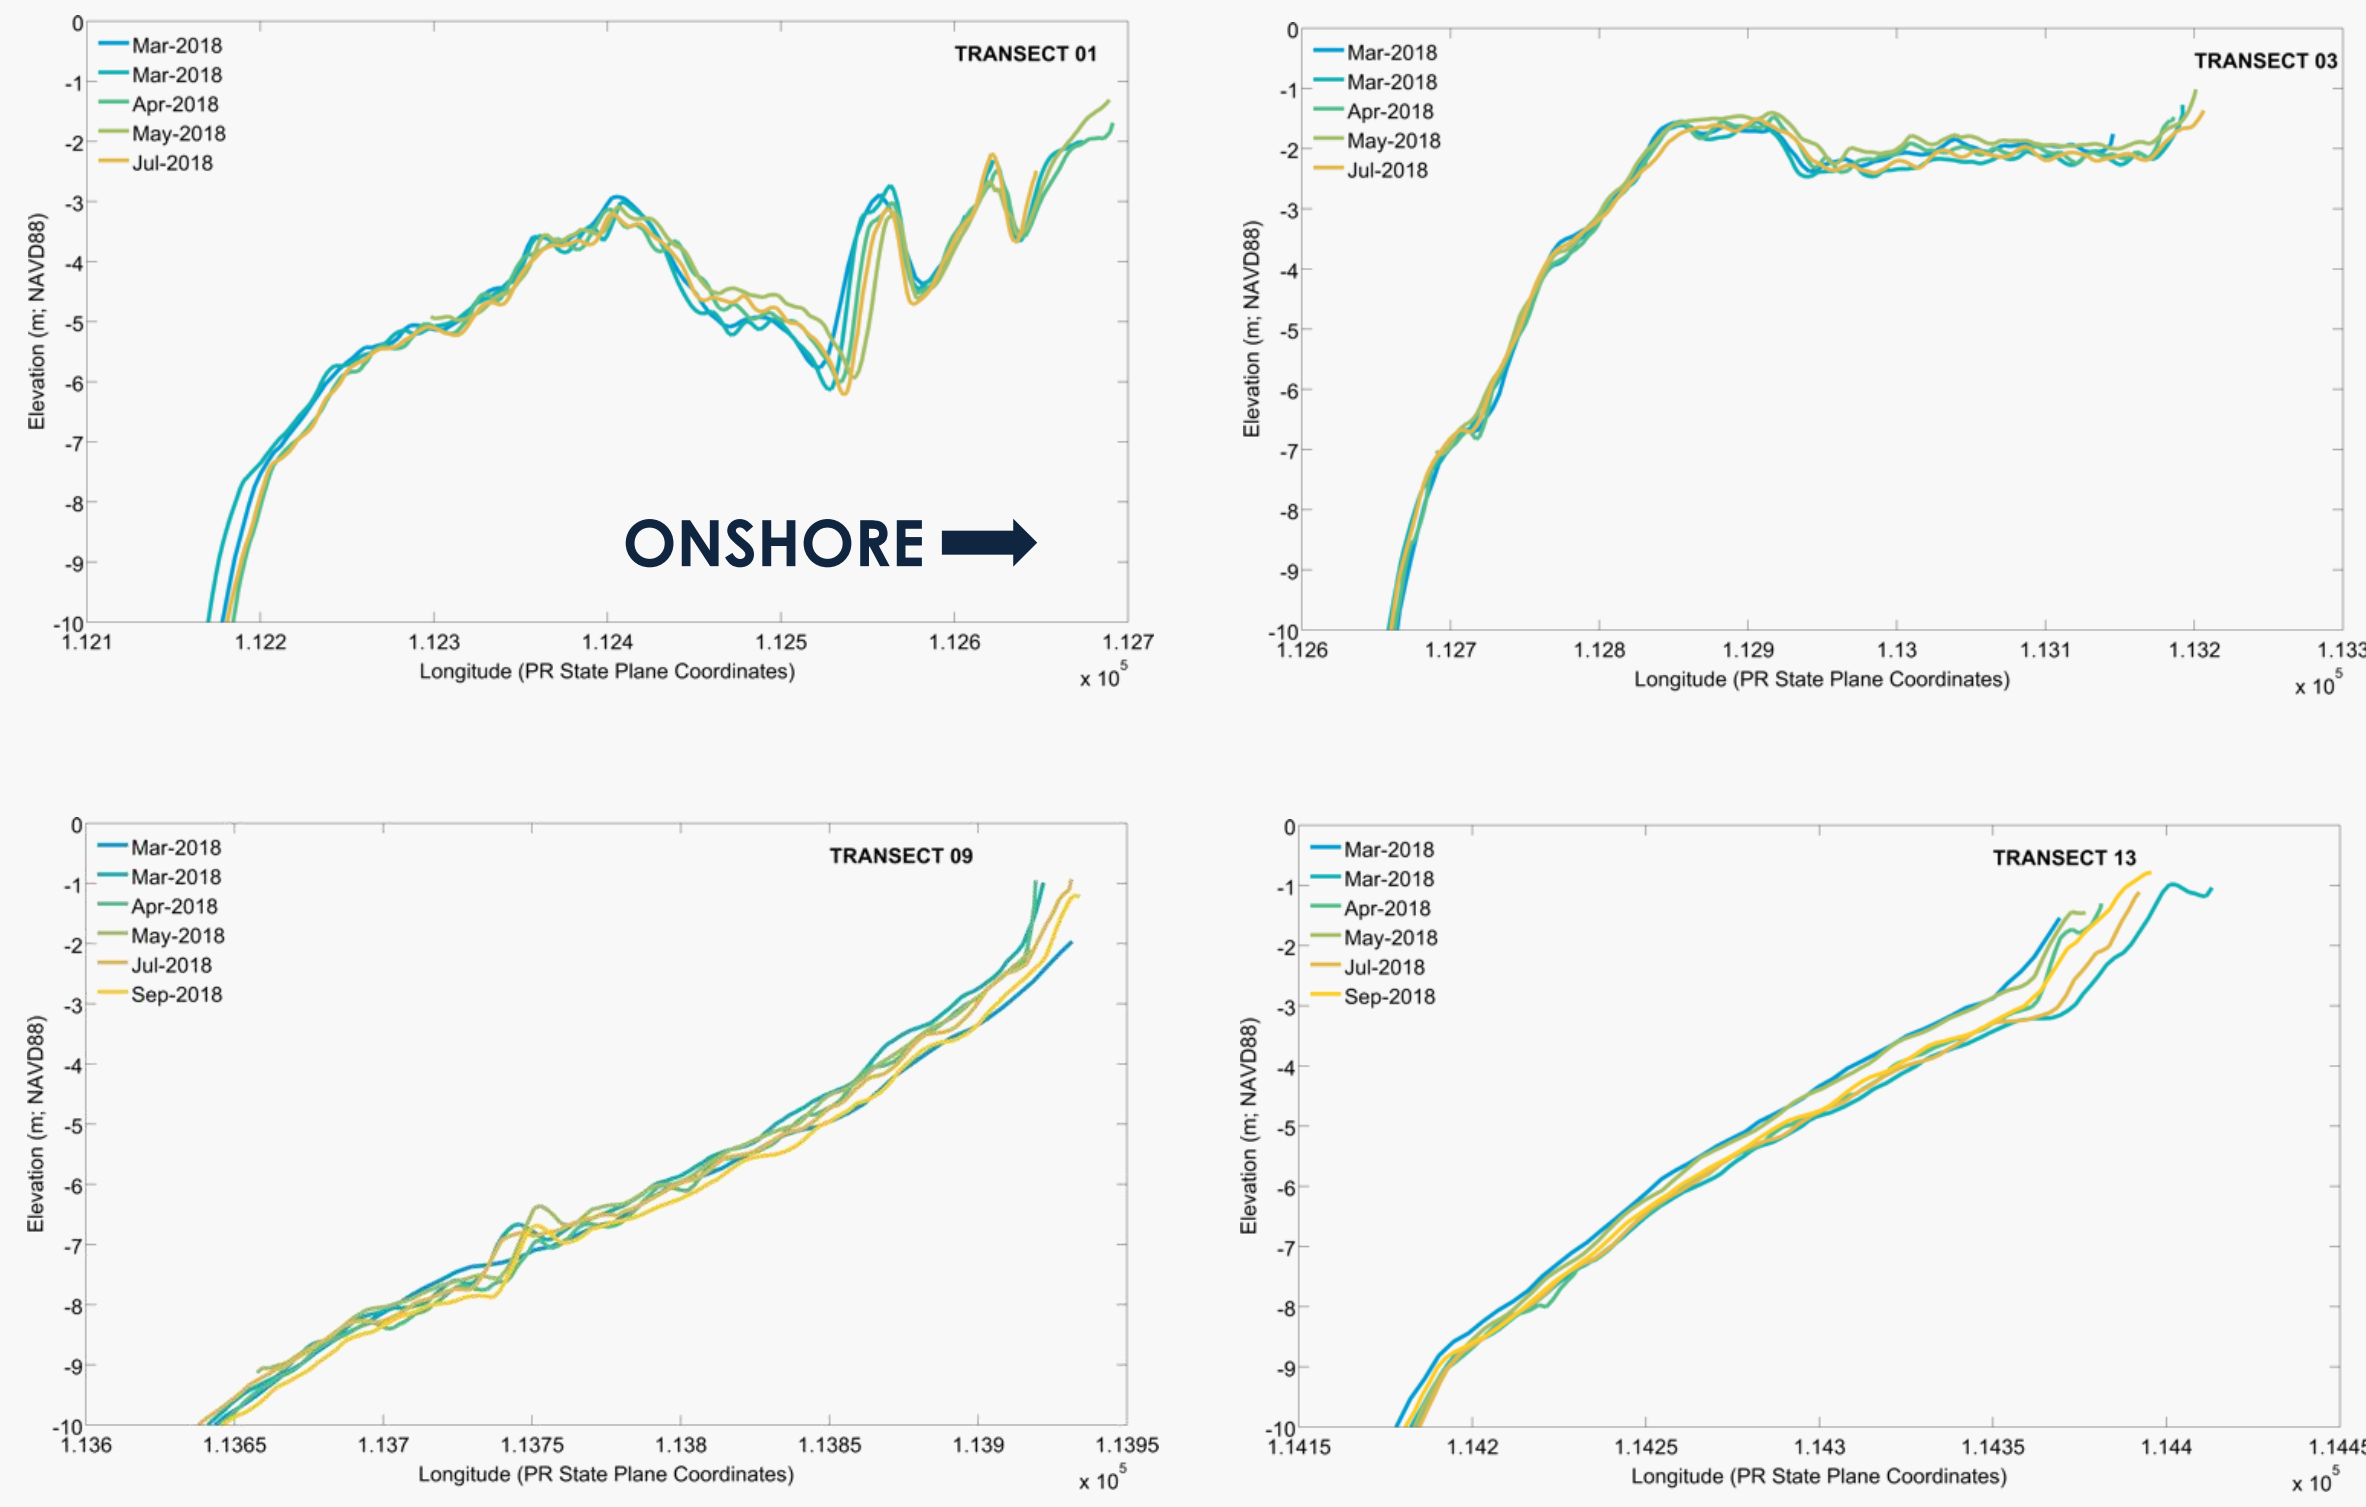 0
-1
-2
-3
-4
-5
-6
-7
-8
-9
-10
Elevation (m; NAVD88)
Mar-2018
Mar-2018
Apr-2018
May-2018
Jul-2018
TRANSECT 01
ONSHORE
1.121 1.122 1.123 1.124 1.125 1.126 1.127
Longitude (PR State Plane Coordinates)
x 10^5
0
-1
-2
-3
-4
-5
-6
-7
-8
-9
-10
Elevation (m; NAVD88)
Mar-2018
Mar-2018
Apr-2018
May-2018
Jul-2018
TRANSECT 03
1.126 1.127 1.128 1.129 1.13 1.131 1.132 1.133
Longitude (PR State Plane Coordinates)
x 10^5
0
-1
-2
-3
-4
-5
-6
-7
-8
-9
-10
Elevation (m; NAVD88)
Mar-2018
Mar-2018
Apr-2018
May-2018
Jul-2018
Sep-2018
TRANSECT 09
1.136 1.1365 1.137 1.1375 1.138 1.1385 1.139 1.1395
Longitude (PR State Plane Coordinates)
x 10^5
0
-1
-2
-3
-4
-5
-6
-7
-8
-9
-10
Elevation (m; NAVD88)
Mar-2018
Mar-2018
Apr-2018
May-2018
Jul-2018
Sep-2018
TRANSECT 13
1.1415 1.142 1.1425 1.143 1.1435 1.144 1.1445
Longitude (PR State Plane Coordinates)
x 10^5